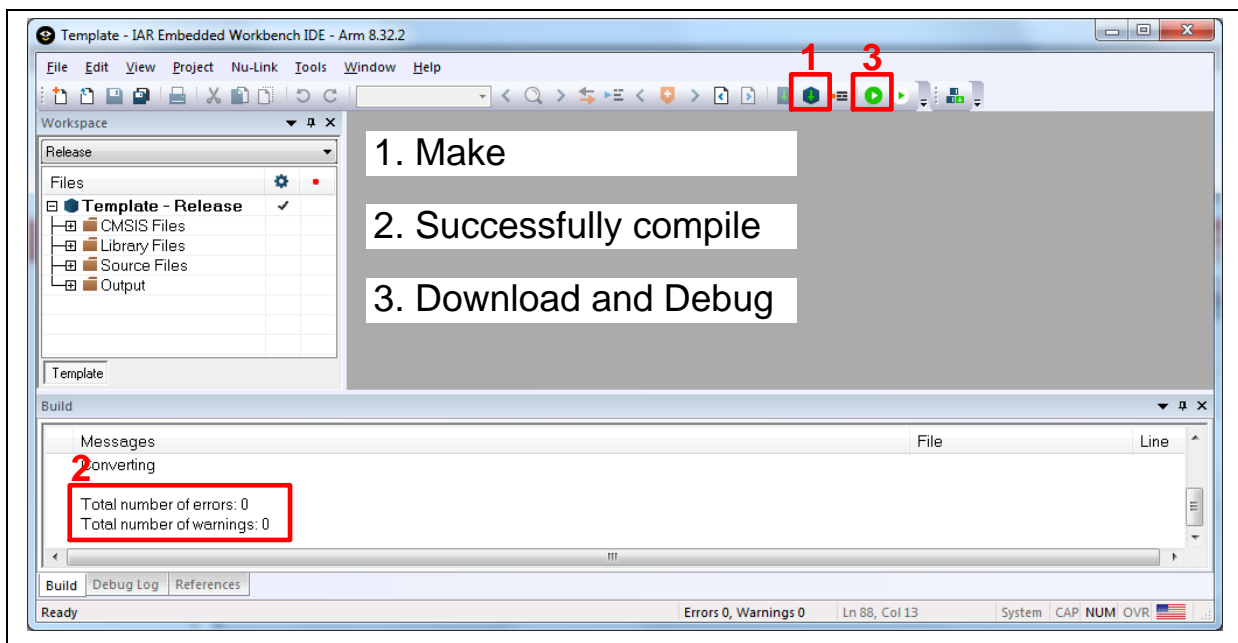 Template - IAR Embedded Workbench IDE - Arm 8.32.2
File Edit View Project Nu-Link Tools Window Help
1 3
Workspace
Release
Files
Template - Release
CMSIS Files
Library Files
Source Files
Output
Template
1. Make
2. Successfully compile
3. Download and Debug
Build
Messages File Line
Converting
2
Total number of errors: 0
Total number of warnings: 0
Build Debug Log References
Ready Errors 0, Warnings 0 Ln 88, Col 13 System CAP NUM OVR